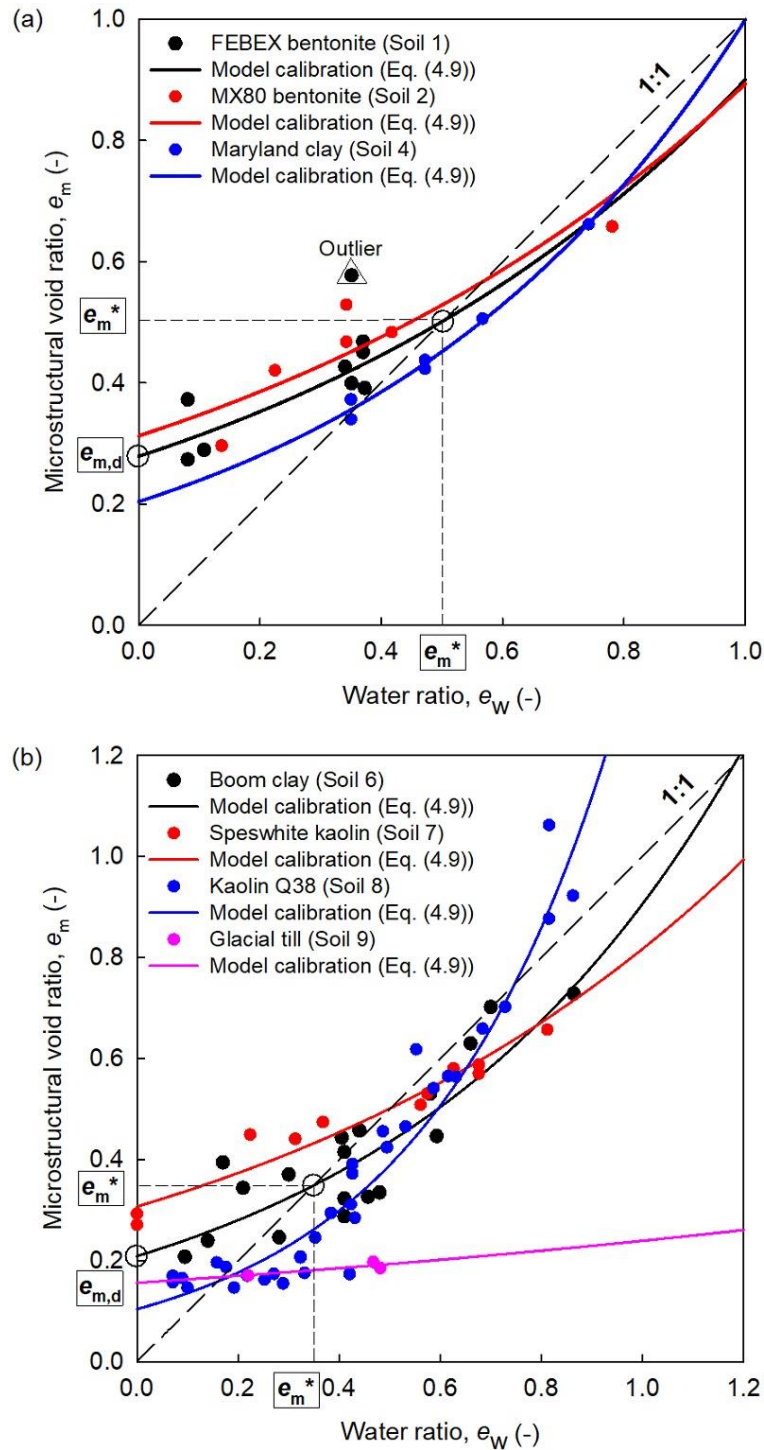 (a)
FEBEX bentonite (Soil 1)
Model calibration (Eq. (4.9))
MX80 bentonite (Soil 2)
Model calibration (Eq. (4.9))
Maryland clay (Soil 4)
Model calibration (Eq. (4.9))
1:1
Outlier
em*
em,d
em*
Microstructural void ratio, em (-)
1.0
0.8
0.6
0.4
0.2
0.0
0.0 0.2 0.4 0.6 0.8 1.0
Water ratio, eW (-)
(b)
Boom clay (Soil 6)
Model calibration (Eq. (4.9))
Speswhite kaolin (Soil 7)
Model calibration (Eq. (4.9))
Kaolin Q38 (Soil 8)
Model calibration (Eq. (4.9))
Glacial till (Soil 9)
Model calibration (Eq. (4.9))
1:1
em*
em,d
em*
Microstructural void ratio, em (-)
1.2
1.0
0.8
0.6
0.4
0.2
0.0
0.0 0.2 0.4 0.6 0.8 1.0 1.2
Water ratio, eW (-)